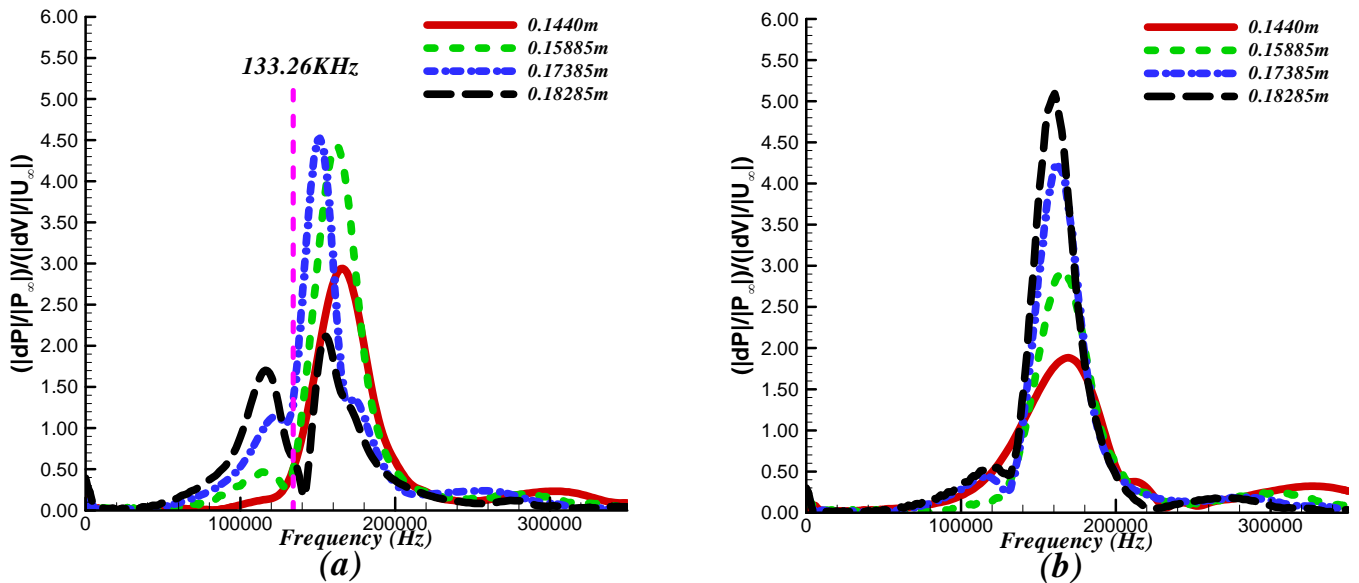 6.00
5.50
5.00
4.50
4.00
3.50
3.00
2.50
2.00
1.50
1.00
0.50
0.00
(|dP|/|P∞|)/(|dV|/|U∞|)
133.26KHz
0.1440m
0.15885m
0.17385m
0.18285m
0
100000
200000
300000
Frequency (Hz)
(a)
6.00
5.50
5.00
4.50
4.00
3.50
3.00
2.50
2.00
1.50
1.00
0.50
0.00
(|dP|/|P∞|)/(|dV|/|U∞|)
0.1440m
0.15885m
0.17385m
0.18285m
0
100000
200000
300000
Frequency (Hz)
(b)